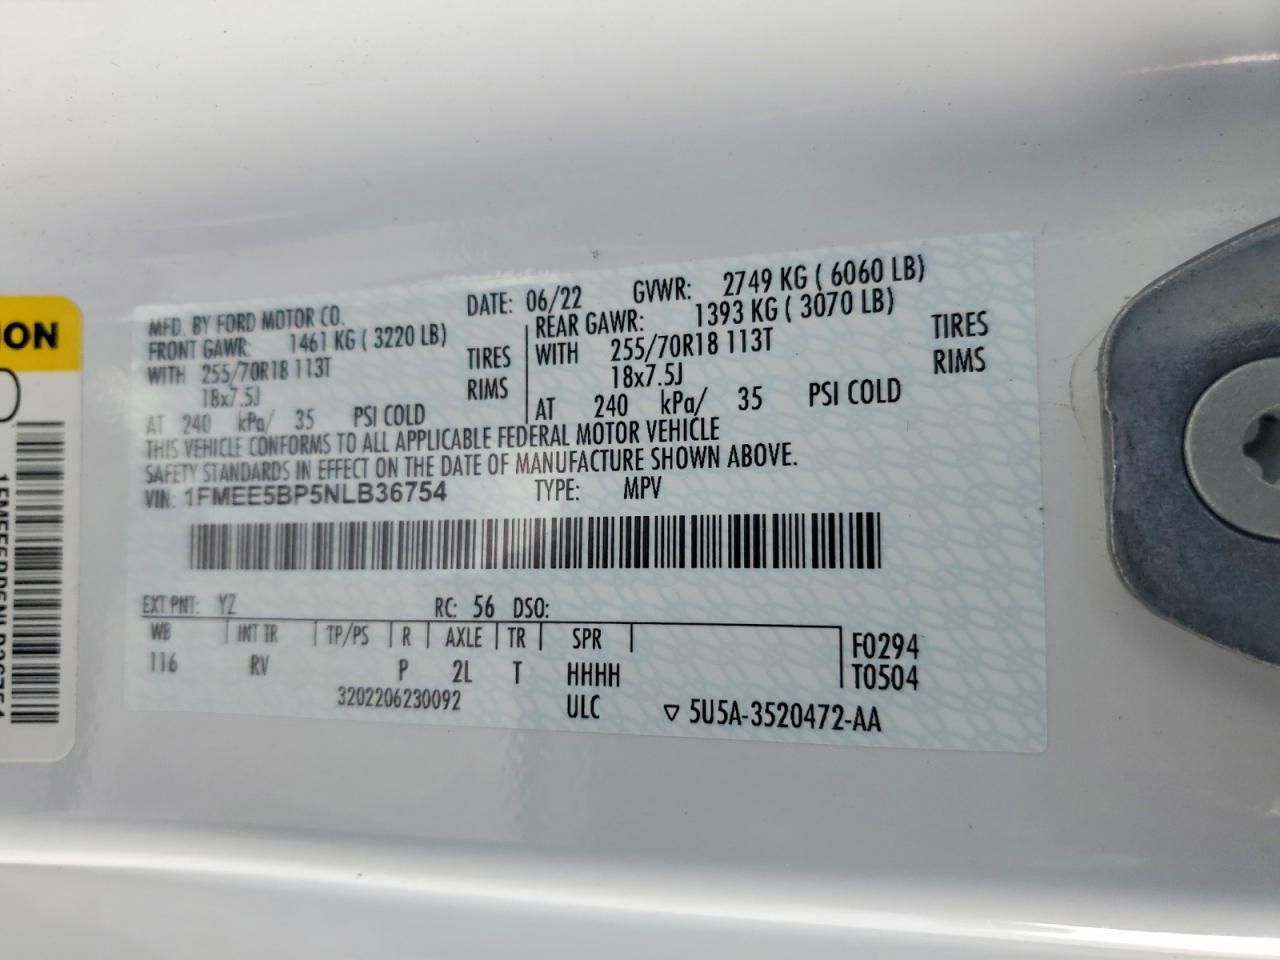 MFD. BY FORD MOTOR CO.
DATE: 06/22 GVWR: 2749 KG ( 6060 LB)
FRONT GAWR: 1461 KG ( 3220 LB)
WITH 255/70R18 113T TIRES
18x7.5J RIMS
AT 240 kPa/ 35 PSI COLD
REAR GAWR: 1393 KG ( 3070 LB)
WITH 255/70R18 113T TIRES
18x7.5J RIMS
AT 240 kPa/ 35 PSI COLD
THIS VEHICLE CONFORMS TO ALL APPLICABLE FEDERAL MOTOR VEHICLE
SAFETY STANDARDS IN EFFECT ON THE DATE OF MANUFACTURE SHOWN ABOVE.
VIN: 1FMEE5BP5NLB36754 TYPE: MPV
EXT PNT: YZ RC: 56 DSO:
WB INT TR TP/PS R AXLE TR SPR
116 RV P 2L T HHHH
F0294
T0504
3202206230092 ULC ▽ 5U5A-3520472-AA